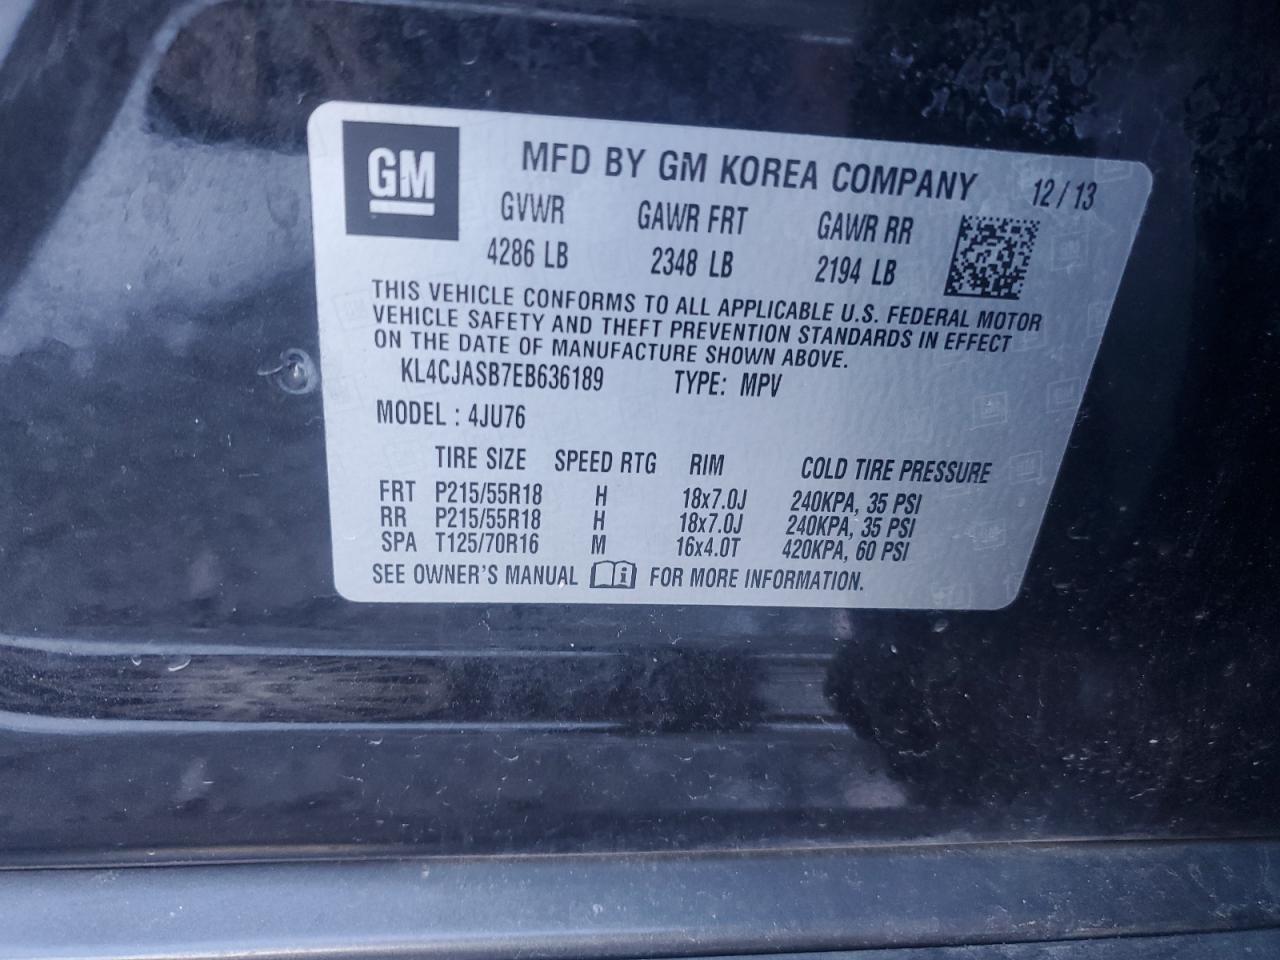 GM
MFD BY GM KOREA COMPANY 12/13
GVWR GAWR FRT GAWR RR
4286 LB 2348 LB 2194 LB
THIS VEHICLE CONFORMS TO ALL APPLICABLE U.S. FEDERAL MOTOR
VEHICLE SAFETY AND THEFT PREVENTION STANDARDS IN EFFECT
ON THE DATE OF MANUFACTURE SHOWN ABOVE.
KL4CJASB7EB636189 TYPE: MPV
MODEL : 4JU76
TIRE SIZE SPEED RTG RIM COLD TIRE PRESSURE
FRT P215/55R18 H 18x7.0J 240KPA, 35 PSI
RR P215/55R18 H 18x7.0J 240KPA, 35 PSI
SPA T125/70R16 M 16x4.0T 420KPA, 60 PSI
SEE OWNER'S MANUAL i FOR MORE INFORMATION.